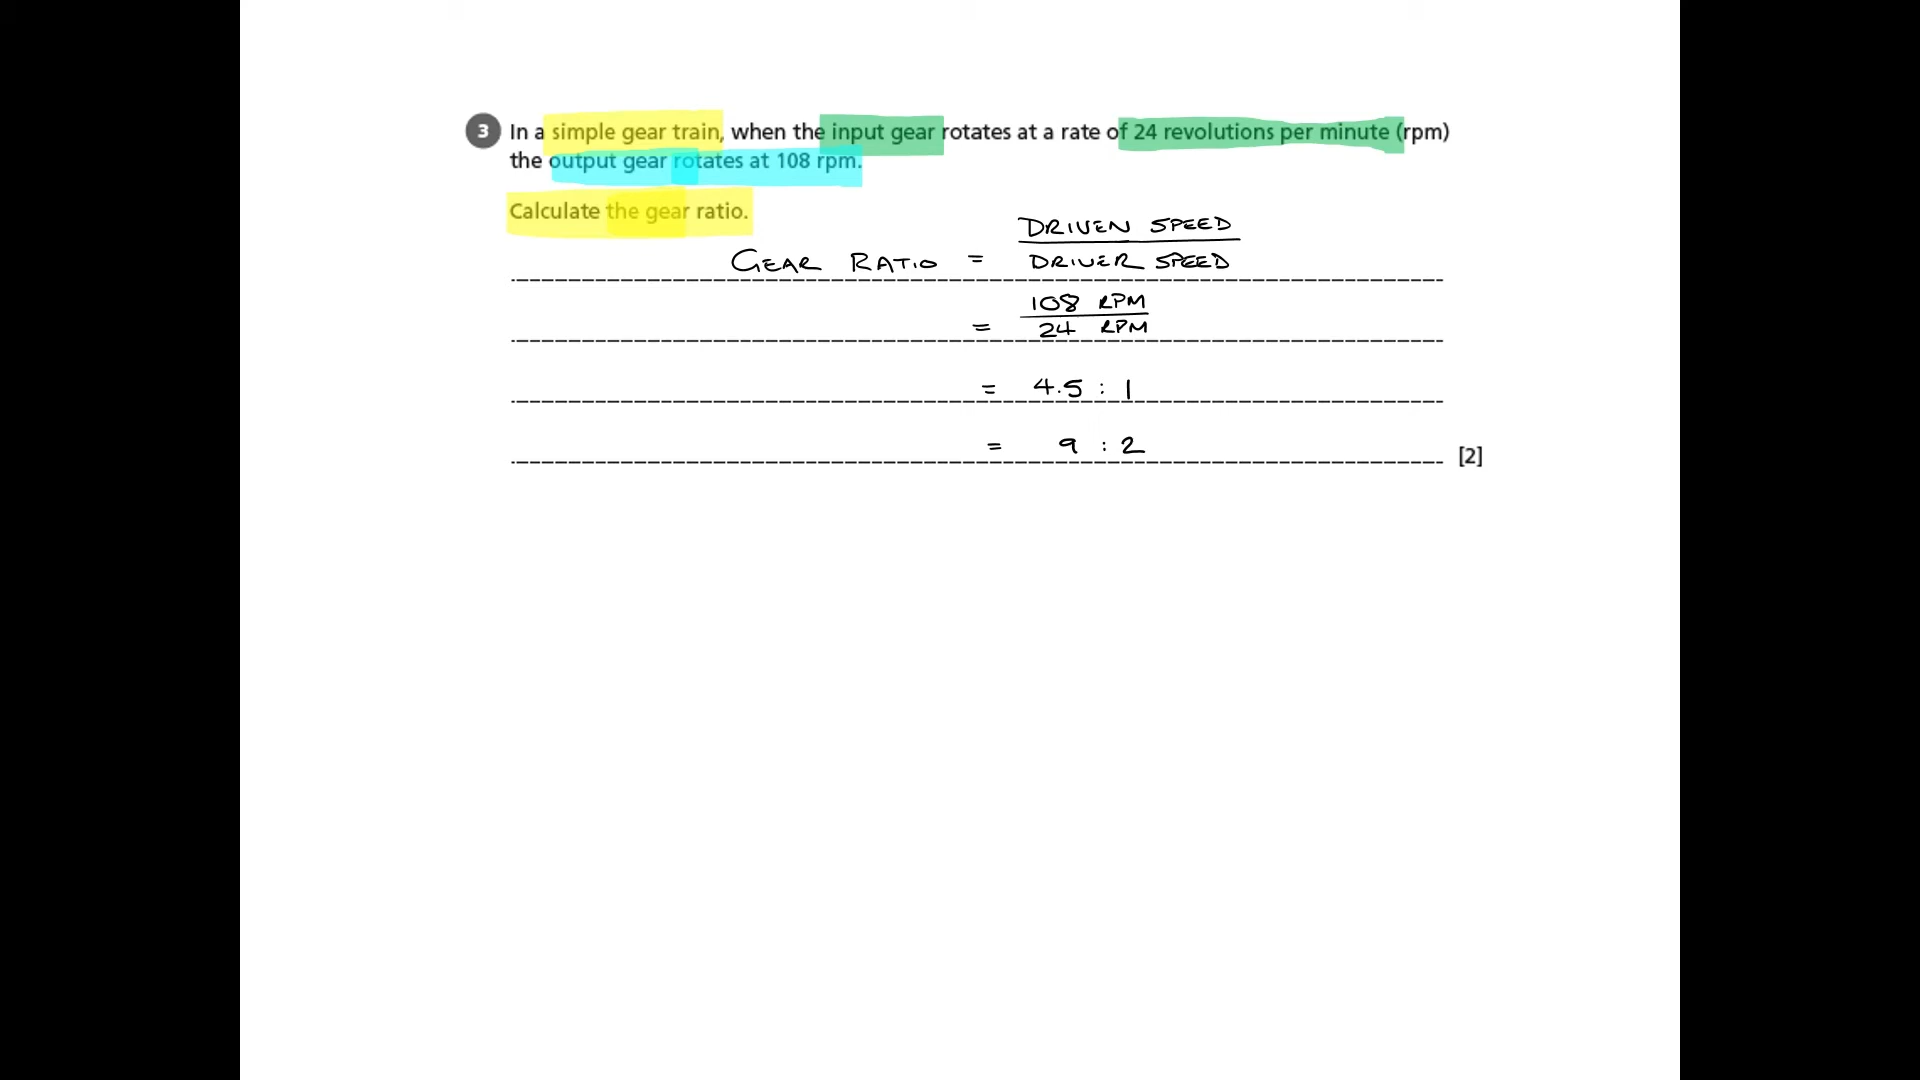 3 In a simple gear train, when the input gear rotates at a rate of 24 revolutions per minute (rpm)
the output gear rotates at 108 rpm.
Calculate the gear ratio.
GEAR RATIO = DRIVEN SPEED
DRIVER SPEED
= 108 RPM
24 RPM
= 4.5 : 1
= 9 : 2
[2]